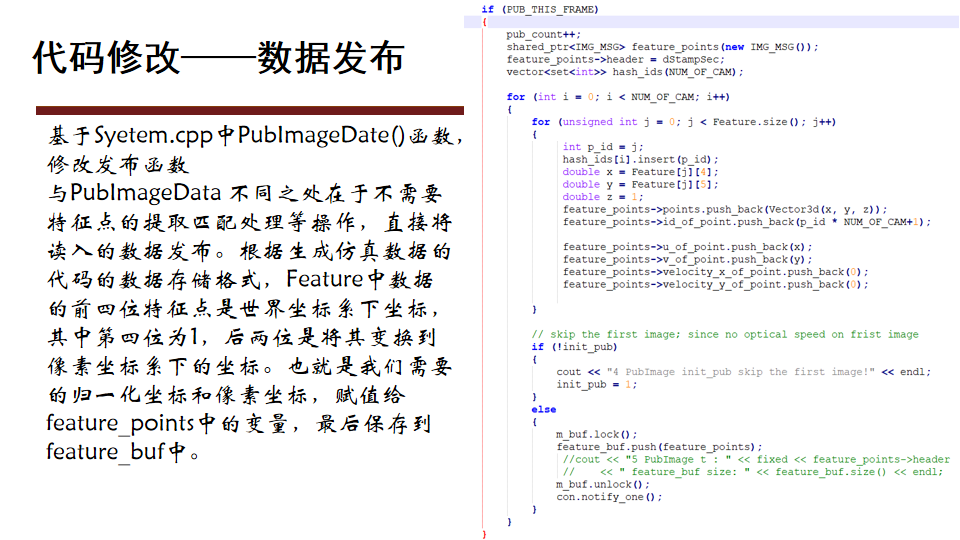 代码修改——数据发布
基于Syetem.cpp中PubImageDate()函数，
修改发布函数
与PubImageData 不同之处在于不需要
特征点的提取匹配处理等操作，直接将
读入的数据发布。根据生成仿真数据的
代码的数据存储格式，Feature中数据
的前四位特征点是世界坐标系下坐标，
其中第四位为1，后两位是将其变换到
像素坐标系下的坐标。也就是我们需要
的归一化坐标和像素坐标，赋值给
feature_points中的变量，最后保存到
feature_buf中。
if (PUB_THIS_FRAME)
{
pub_count++;
shared_ptr<IMG_MSG> feature_points(new IMG_MSG());
feature_points->header = dStampSec;
vector<set<int>> hash_ids(NUM_OF_CAM);
for (int i = 0; i < NUM_OF_CAM; i++)
{
for (unsigned int j = 0; j < Feature.size(); j++)
{
int p_id = j;
hash_ids[i].insert(p_id);
double x = Feature[j][4];
double y = Feature[j][5];
double z = 1;
feature_points->points.push_back(Vector3d(x, y, z));
feature_points->id_of_point.push_back(p_id * NUM_OF_CAM+i);
feature_points->u_of_point.push_back(x);
feature_points->v_of_point.push_back(y);
feature_points->velocity_x_of_point.push_back(0);
feature_points->velocity_y_of_point.push_back(0);
}
// skip the first image; since no optical speed on frist image
if (!init_pub)
{
cout << "4 PubImage init_pub skip the first image!" << endl;
init_pub = 1;
}
else
{
m_buf.lock();
feature_buf.push(feature_points);
//cout << "5 PubImage t : " << fixed << feature_points->header
// << " feature_buf size: " << feature_buf.size() << endl;
m_buf.unlock();
con.notify_one();
}
}
}